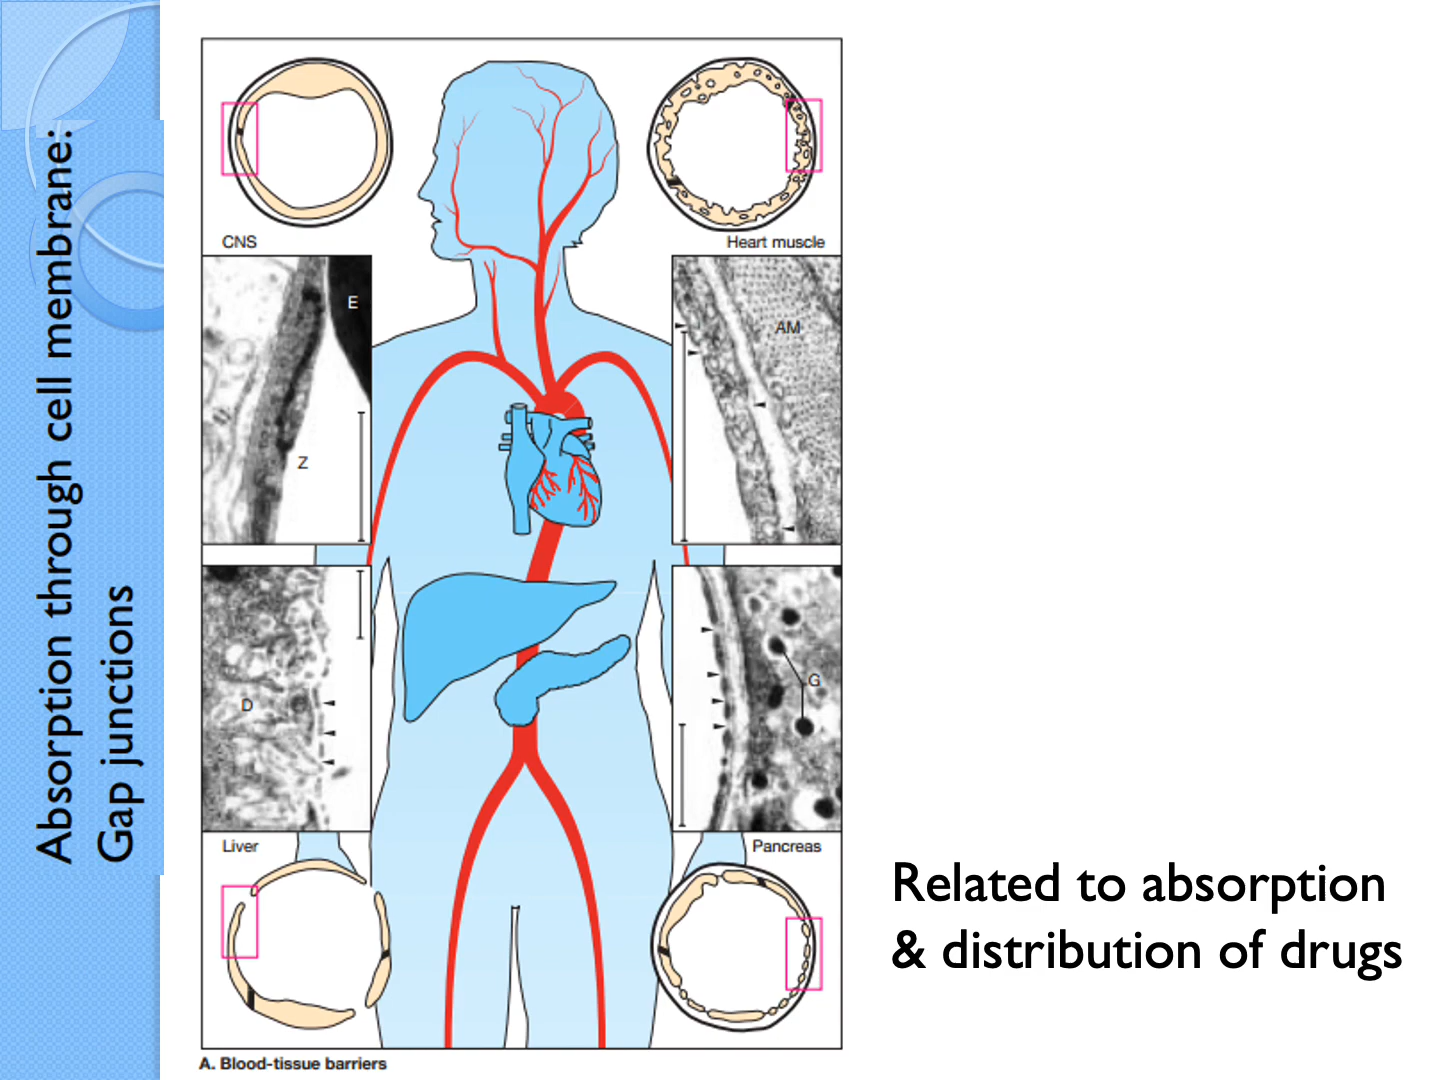 Absorption through cell membrane:
Gap junctions
CNS
Heart muscle
E
Z
AM
D
G
Liver
Pancreas
A. Blood-tissue barriers
Related to absorption
& distribution of drugs